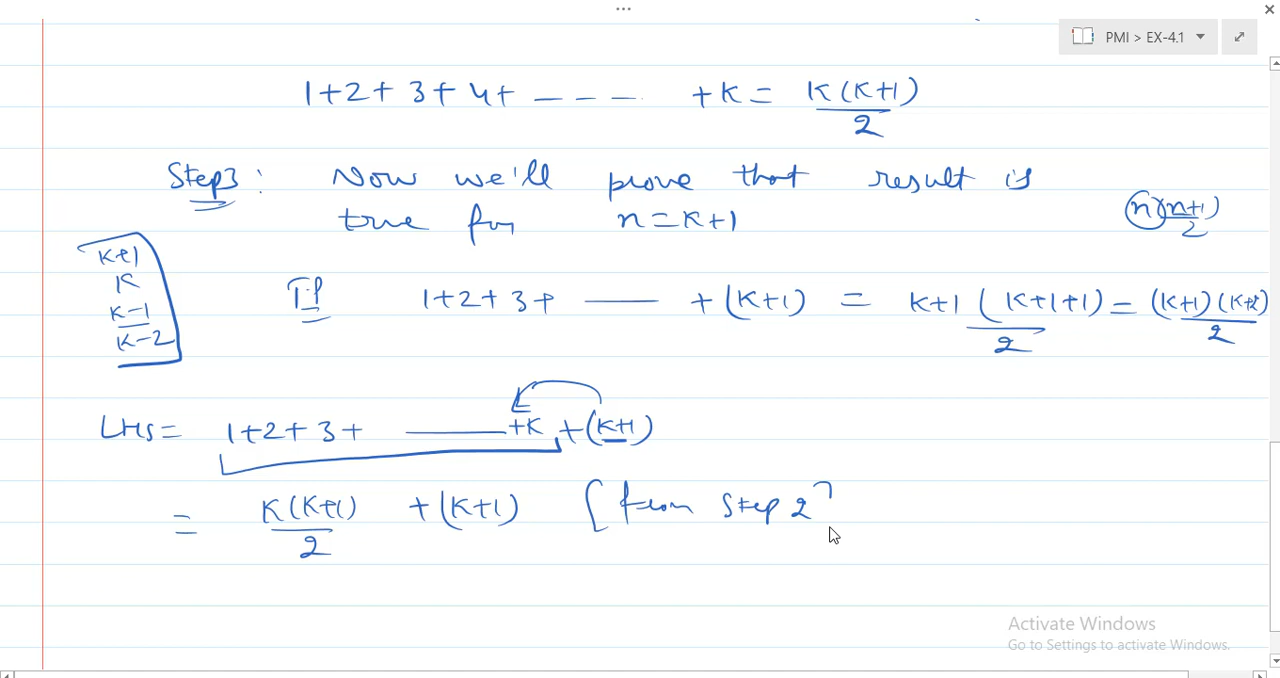 PMI > EX-4.1
1+2+3+4+ ---- +K = K(K+1)/2
Step3: Now we'll prove that result is
true for n=K+1
(n)(n+1)/2
K+1
K
K-1
K-2
T.P 1+2+3+ —— +(K+1) = K+1(K+1+1)/2 = (K+1)(K+2)/2
LHS= 1+2+3+ ——+K+(K+1)
= K(K+1)/2 +(K+1) [from Step 2]
Activate Windows
Go to Settings to activate Windows.